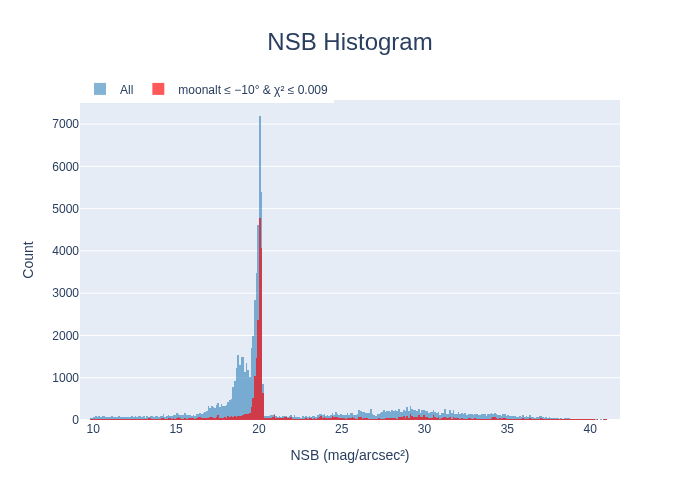 NSB Histogram
All
moonalt ≤ −10° & χ² ≤ 0.009
7000
6000
5000
4000
3000
2000
1000
0
Count
10 15 20 25 30 35 40
NSB (mag/arcsec²)